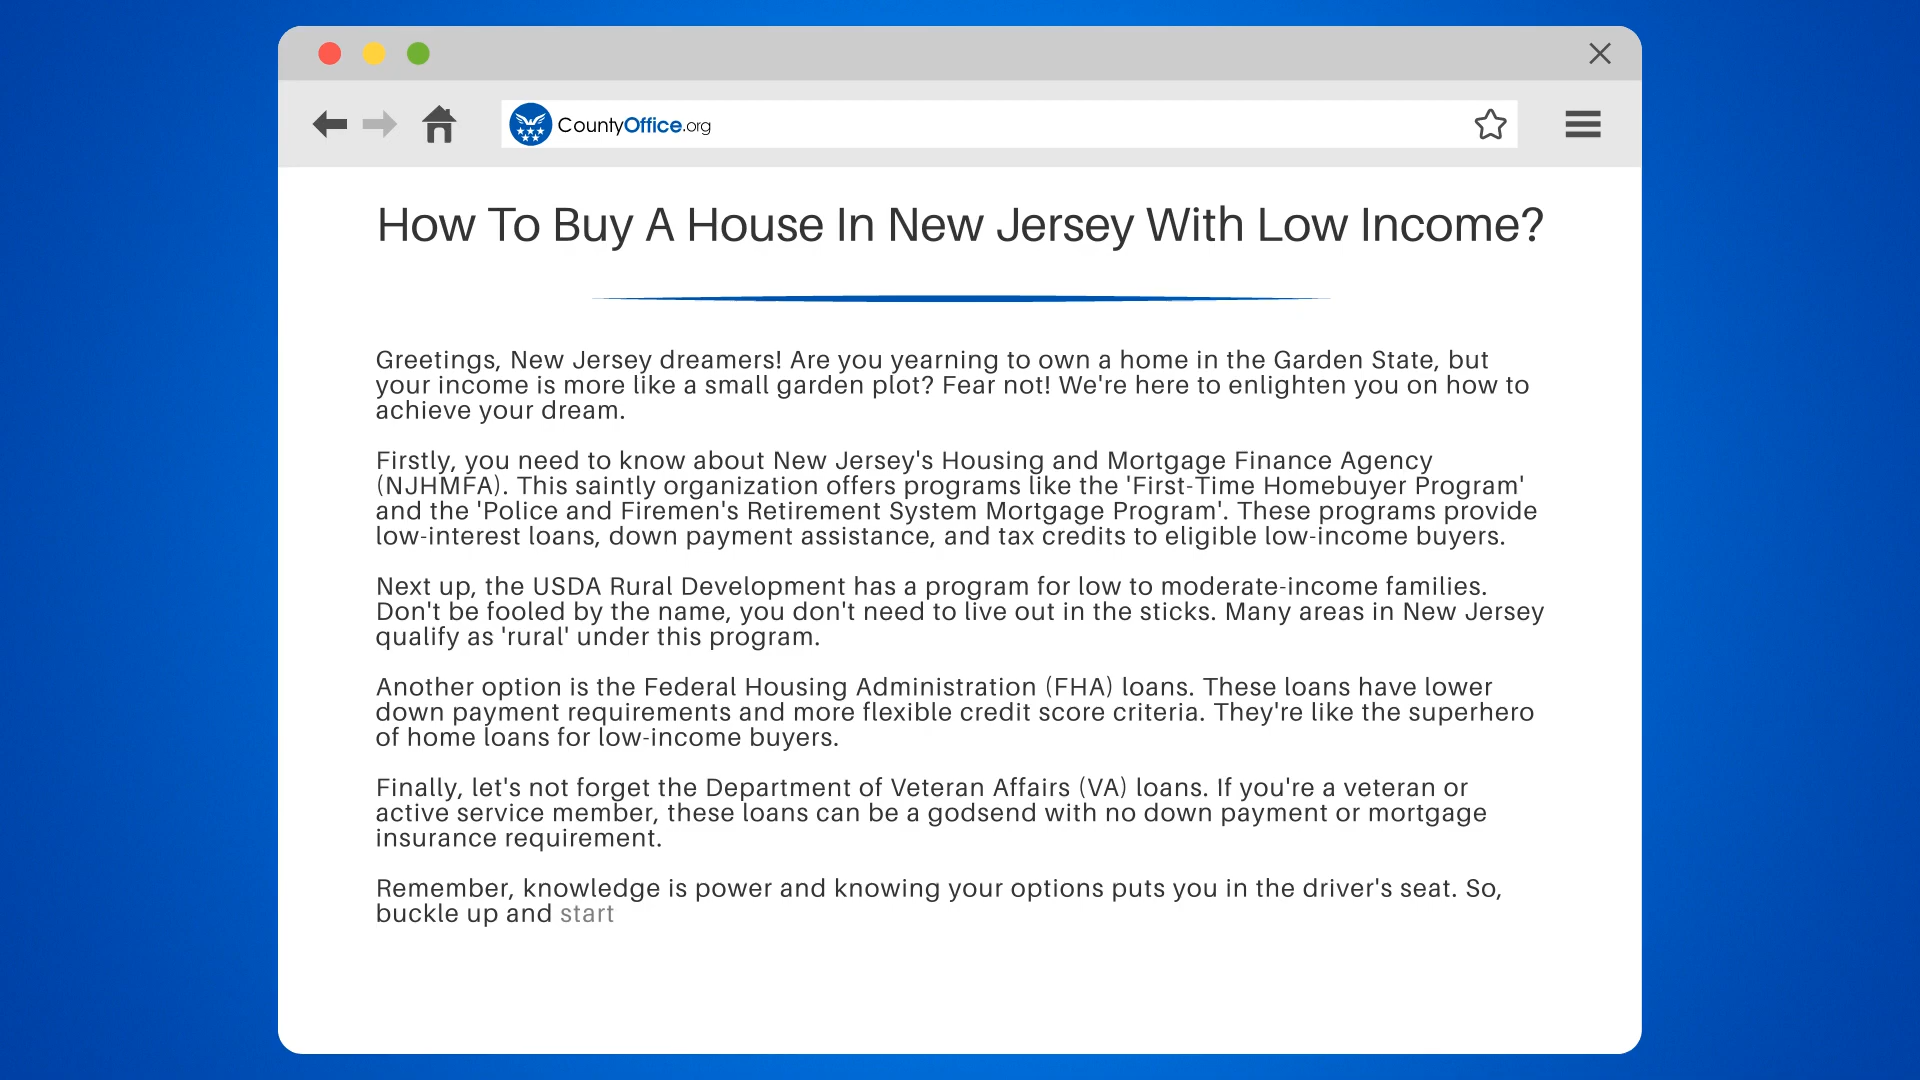 CountyOffice.org
How To Buy A House In New Jersey With Low Income?
Greetings, New Jersey dreamers! Are you yearning to own a home in the Garden State, but
your income is more like a small garden plot? Fear not! We're here to enlighten you on how to
achieve your dream.
Firstly, you need to know about New Jersey's Housing and Mortgage Finance Agency
(NJHMFA). This saintly organization offers programs like the 'First-Time Homebuyer Program'
and the 'Police and Firemen's Retirement System Mortgage Program'. These programs provide
low-interest loans, down payment assistance, and tax credits to eligible low-income buyers.
Next up, the USDA Rural Development has a program for low to moderate-income families.
Don't be fooled by the name, you don't need to live out in the sticks. Many areas in New Jersey
qualify as 'rural' under this program.
Another option is the Federal Housing Administration (FHA) loans. These loans have lower
down payment requirements and more flexible credit score criteria. They're like the superhero
of home loans for low-income buyers.
Finally, let's not forget the Department of Veteran Affairs (VA) loans. If you're a veteran or
active service member, these loans can be a godsend with no down payment or mortgage
insurance requirement.
Remember, knowledge is power and knowing your options puts you in the driver's seat. So,
buckle up and start